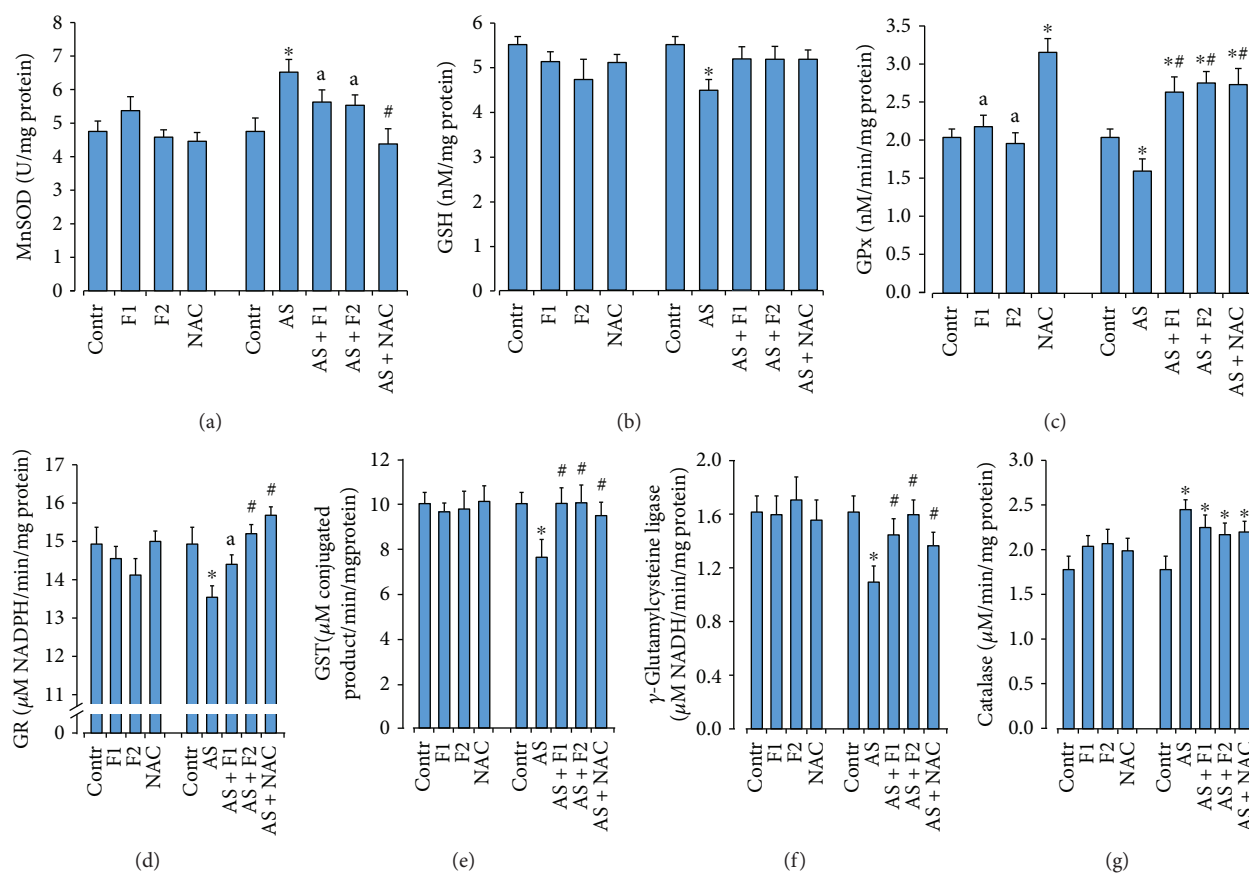 MnSOD (U/mg protein)
8
7
6
5
4
3
2
1
0
*
a
a
#
Contr
F1
F2
NAC
Contr
AS
AS + F1
AS + F2
AS + NAC
(a)
GSH (nM/mg protein)
6
5
4
3
2
1
0
*
Contr
F1
F2
NAC
Contr
AS
AS + F1
AS + F2
AS + NAC
(b)
GPx (nM/min/mg protein)
3.5
3.0
2.5
2.0
1.5
1.0
0.5
0.0
a
a
*
*
*#
*#
*#
Contr
F1
F2
NAC
Contr
AS
AS + F1
AS + F2
AS + NAC
(c)
GR (μM NADPH/min/mg protein)
17
16
15
14
13
12
11
0
*
a
#
#
Contr
F1
F2
NAC
Contr
AS
AS + F1
AS + F2
AS + NAC
(d)
GST(μM conjugated
product/min/mgprotein)
12
10
8
6
4
2
0
*
#
#
#
Contr
F1
F2
NAC
Contr
AS
AS + F1
AS + F2
AS + NAC
(e)
γ-Glutamylcysteine ligase
(μM NADH/min/mg protein)
2.0
1.6
1.2
0.8
0.4
0.0
*
#
#
#
Contr
F1
F2
NAC
Contr
AS
AS + F1
AS + F2
AS + NAC
(f)
Catalase (μM/min/mg protein)
3.0
2.5
2.0
1.5
1.0
0.5
0.0
*
*
*
*
Contr
F1
F2
NAC
Contr
AS
AS + F1
AS + F2
AS + NAC
(g)